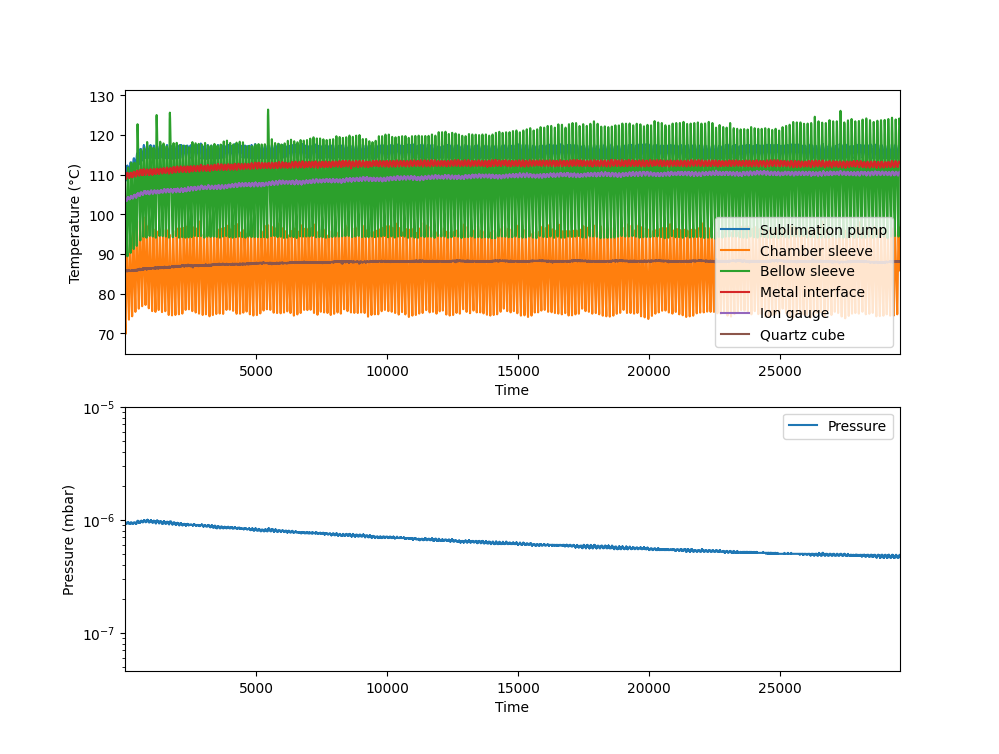 130
120
110
100
90
80
70
Temperature (°C)
Sublimation pump
Chamber sleeve
Bellow sleeve
Metal interface
Ion gauge
Quartz cube
5000 10000 15000 20000 25000
Time
10⁻⁵
10⁻⁶
10⁻⁷
Pressure (mbar)
Pressure
5000 10000 15000 20000 25000
Time